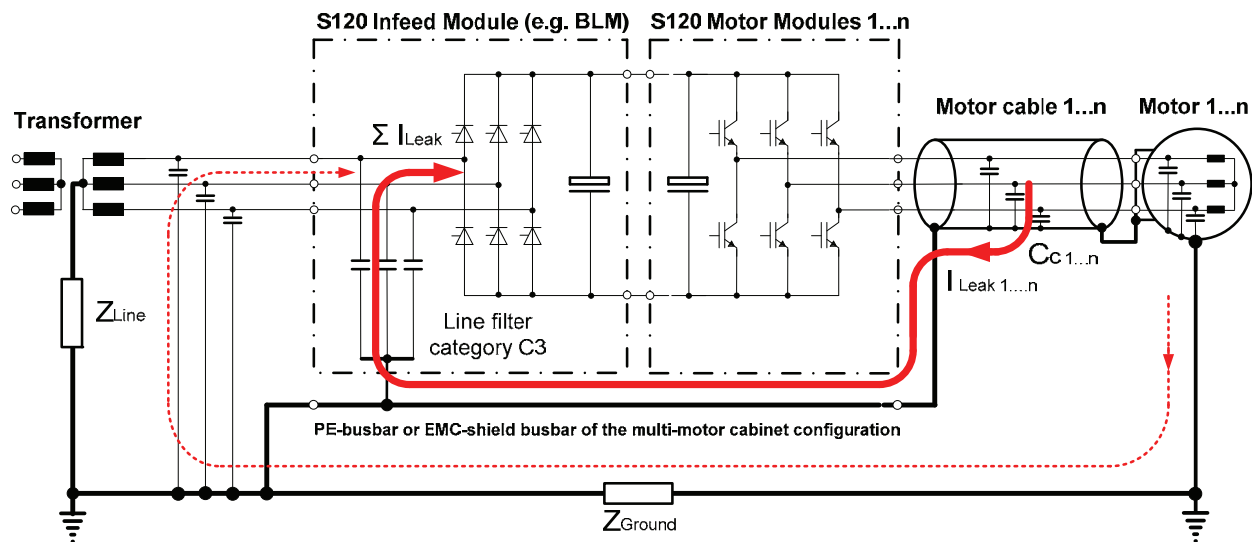 S120 Infeed Module (e.g. BLM)
S120 Motor Modules 1...n
Transformer
Σ ILeak
Motor cable 1...n
Motor 1...n
ZLine
Line filter
category C3
CC 1...n
I Leak 1....n
PE-busbar or EMC-shield busbar of the multi-motor cabinet configuration
ZGround